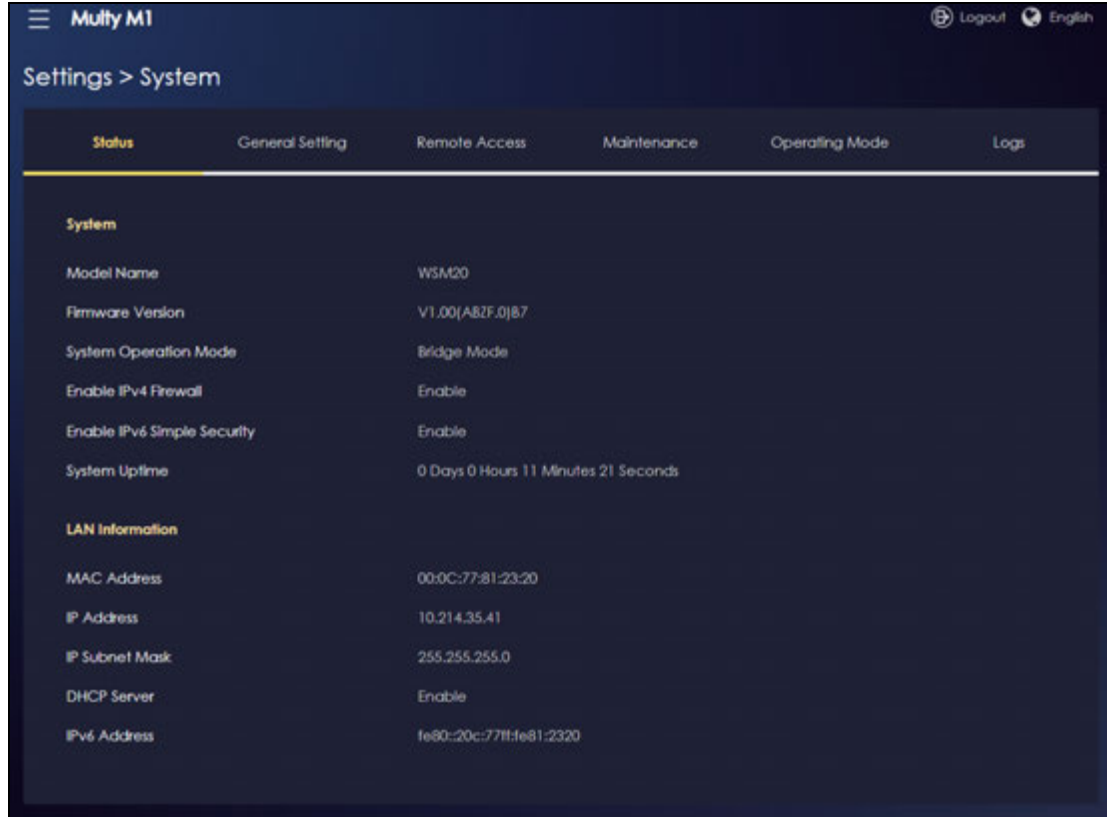 Multy M1 Logout English
Settings > System
Status General Setting Remote Access Maintenance Operating Mode Logs
System
Model Name WSM20
Firmware Version V1.00(ABZF.0)B7
System Operation Mode Bridge Mode
Enable IPv4 Firewall Enable
Enable IPv6 Simple Security Enable
System Uptime 0 Days 0 Hours 11 Minutes 21 Seconds
LAN Information
MAC Address 00:0C:77:81:23:20
IP Address 10.214.35.41
IP Subnet Mask 255.255.255.0
DHCP Server Enable
IPv6 Address fe80::20c:77ff:fe81:2320